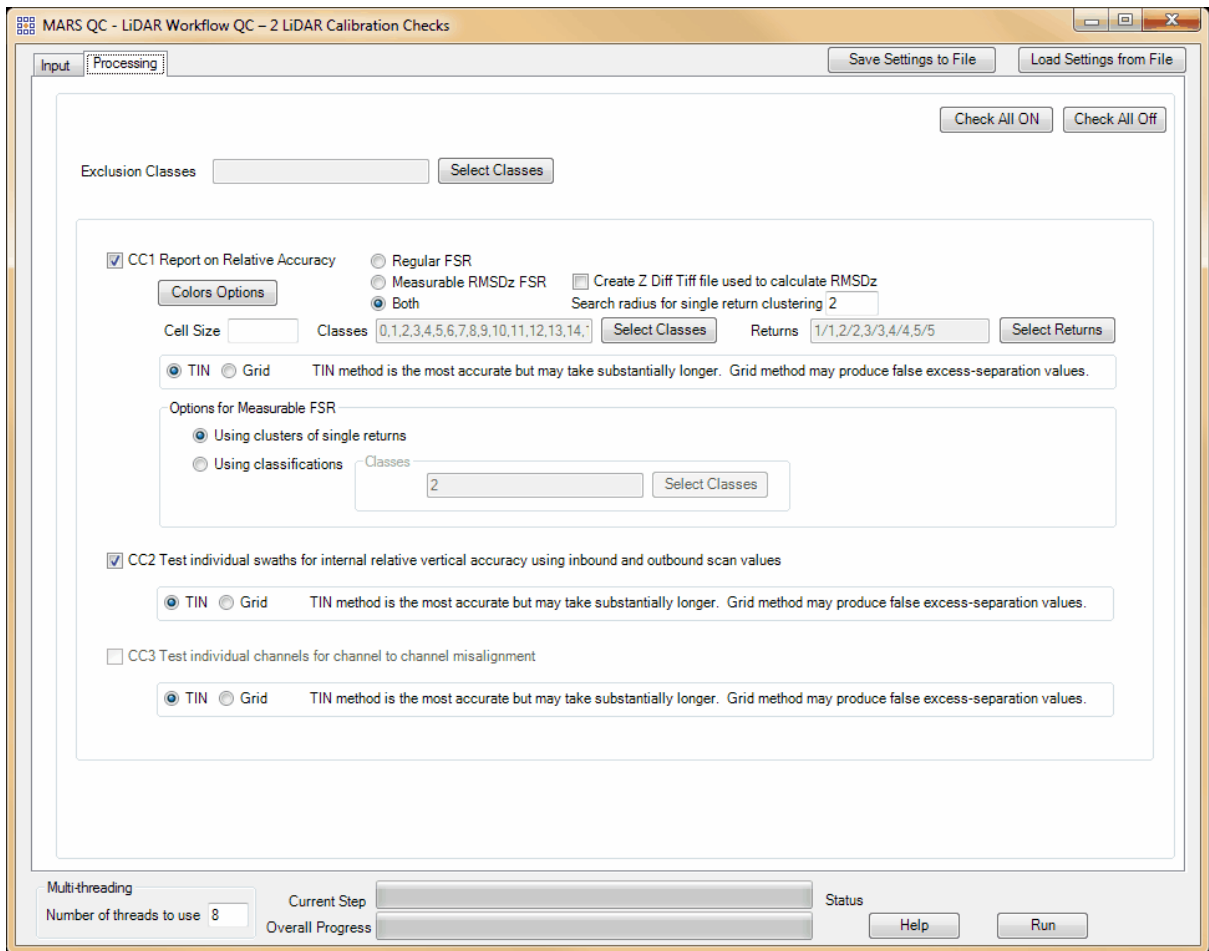 MARS QC - LiDAR Workflow QC – 2 LiDAR Calibration Checks
Input Processing Save Settings to File Load Settings from File
Check All ON Check All Off
Exclusion Classes Select Classes
CC1 Report on Relative Accuracy Regular FSR
Measurable RMSDz FSR Create Z Diff Tiff file used to calculate RMSDz
Colors Options Both Search radius for single return clustering 2
Cell Size Classes 0,1,2,3,4,5,6,7,8,9,10,11,12,13,14, Select Classes Returns 1/1,2/2,3/3,4/4,5/5 Select Returns
TIN Grid TIN method is the most accurate but may take substantially longer. Grid method may produce false excess-separation values.
Options for Measurable FSR
Using clusters of single returns
Using classifications Classes
2 Select Classes
CC2 Test individual swaths for internal relative vertical accuracy using inbound and outbound scan values
TIN Grid TIN method is the most accurate but may take substantially longer. Grid method may produce false excess-separation values.
CC3 Test individual channels for channel to channel misalignment
TIN Grid TIN method is the most accurate but may take substantially longer. Grid method may produce false excess-separation values.
Multi-threading
Number of threads to use 8
Current Step Status
Overall Progress Help Run